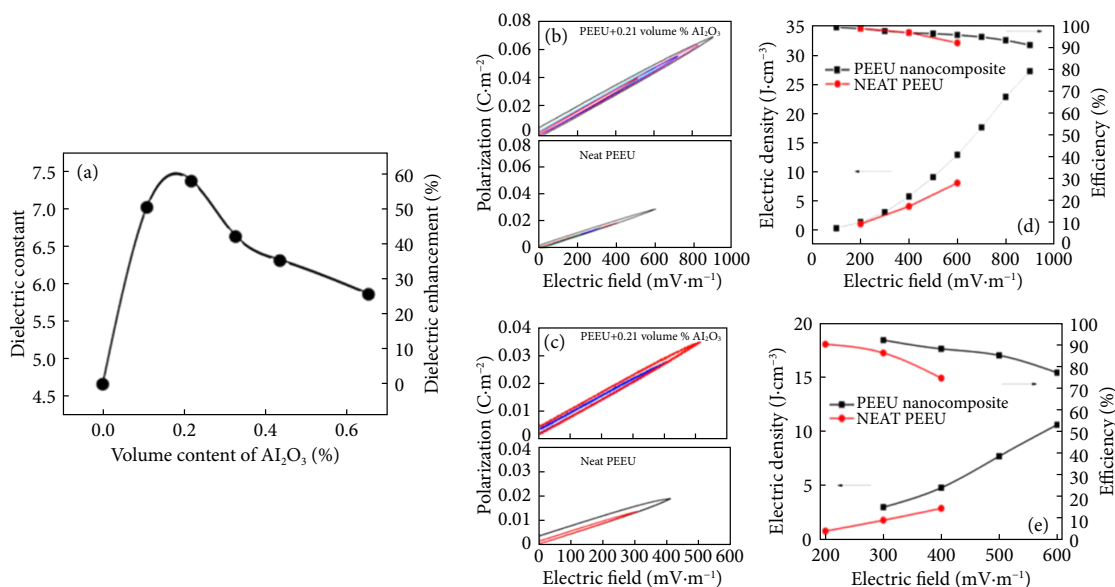 (a)
7.5
7.0
6.5
6.0
5.5
5.0
4.5
60
50
40
30
20
10
0
0.0 0.2 0.4 0.6
Dielectric constant
Dielectric enhancement (%)
Volume content of AI₂O₃ (%)
(b)
PEEU+0.21 volume % AI₂O₃
0.08
0.06
0.04
0.02
0
Neat PEEU
0.06
0.04
0.02
0
0 200 400 600 800 1000
Polarization (C·m⁻²)
Electric field (mV·m⁻¹)
35
30
25
20
15
10
5
0
100
90
80
70
60
50
40
30
20
10
0
PEEU nanocomposite
NEAT PEEU
(d)
0 200 400 600 800 1000
Electric density (J·cm⁻³)
Efficiency (%)
Electric field (mV·m⁻¹)
(c)
PEEU+0.21 volume % AI₂O₃
0.04
0.03
0.02
0.01
0
Neat PEEU
0.04
0.03
0.02
0.01
0
0 100 200 300 400 500 600
Polarization (C·m⁻²)
Electric field (mV·m⁻¹)
20
15
10
5
0
100
90
80
70
60
50
40
30
20
10
0
PEEU nanocomposite
NEAT PEEU
(e)
200 300 400 500 600
Electric density (J·cm⁻³)
Efficiency (%)
Electric field (mV·m⁻¹)